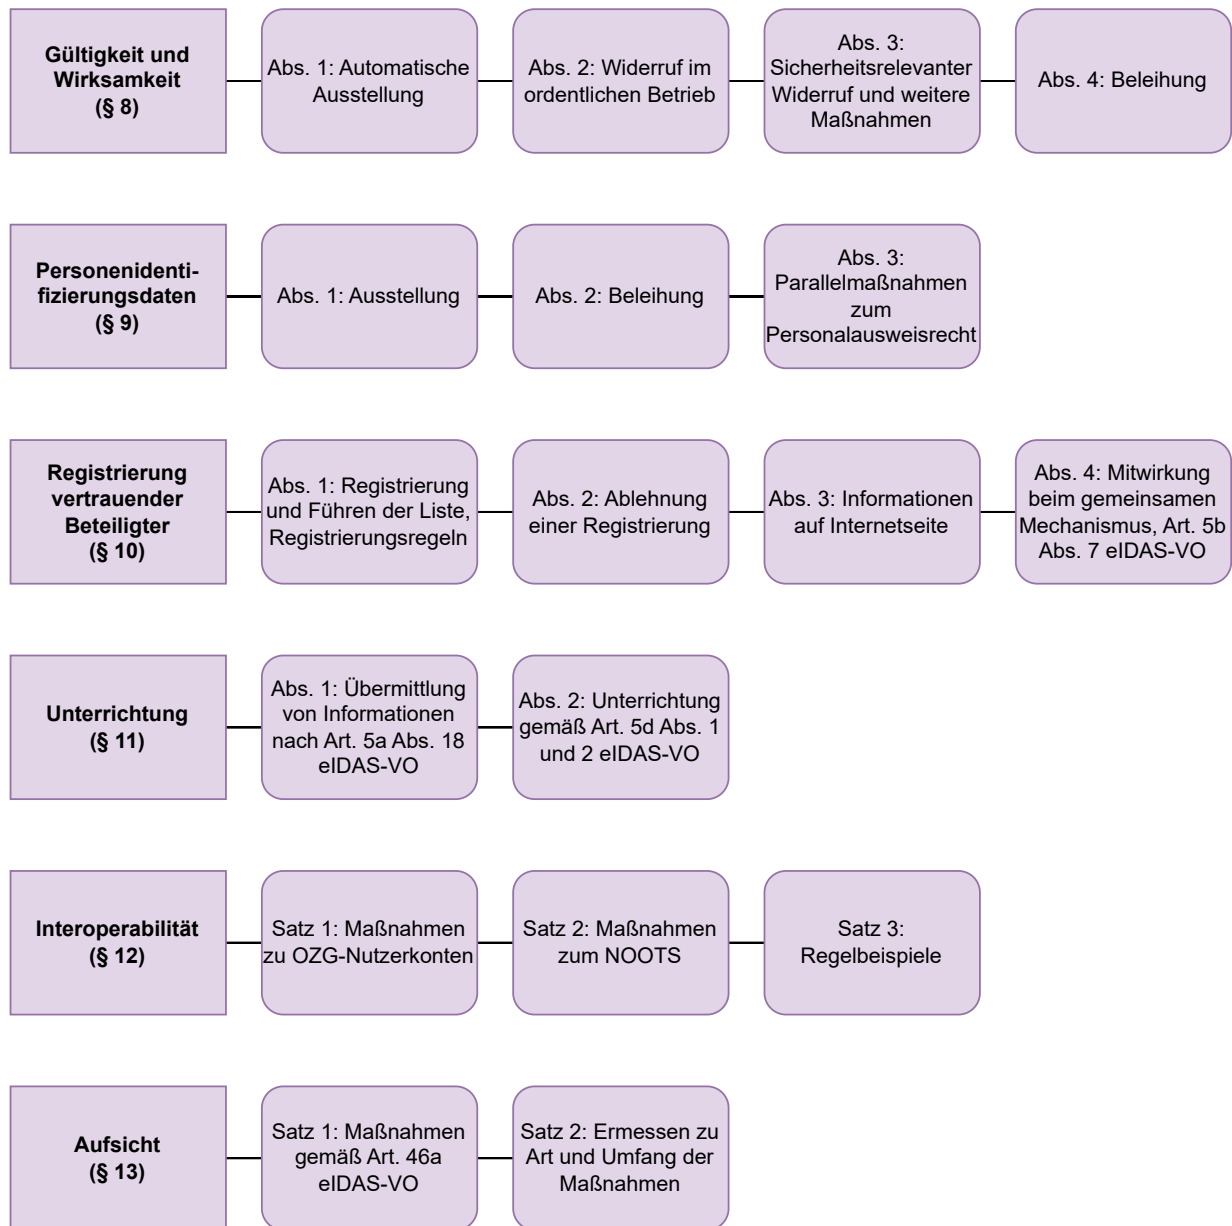 Gültigkeit und
Wirksamkeit
(§ 8)
Abs. 1: Automatische
Ausstellung
Abs. 2: Widerruf im
ordentlichen Betrieb
Abs. 3:
Sicherheitsrelevanter
Widerruf und weitere
Maßnahmen
Abs. 4: Beleihung
Personenidenti-
fizierungsdaten
(§ 9)
Abs. 1: Ausstellung
Abs. 2: Beleihung
Abs. 3:
Parallelmaßnahmen
zum
Personalausweisrecht
Registrierung
vertrauender
Beteiligter
(§ 10)
Abs. 1: Registrierung
und Führen der Liste,
Registrierungsregeln
Abs. 2: Ablehnung
einer Registrierung
Abs. 3: Informationen
auf Internetseite
Abs. 4: Mitwirkung
beim gemeinsamen
Mechanismus, Art. 5b
Abs. 7 eIDAS-VO
Unterrichtung
(§ 11)
Abs. 1: Übermittlung
von Informationen
nach Art. 5a Abs. 18
eIDAS-VO
Abs. 2: Unterrichtung
gemäß Art. 5d Abs. 1
und 2 eIDAS-VO
Interoperabilität
(§ 12)
Satz 1: Maßnahmen
zu OZG-Nutzerkonten
Satz 2: Maßnahmen
zum NOOTS
Satz 3:
Regelbeispiele
Aufsicht
(§ 13)
Satz 1: Maßnahmen
gemäß Art. 46a
eIDAS-VO
Satz 2: Ermessen zu
Art und Umfang der
Maßnahmen